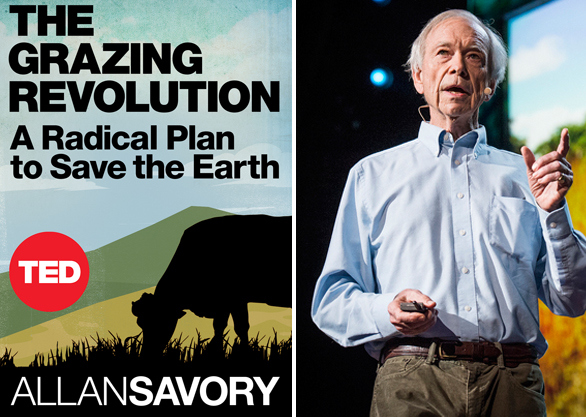 THE
GRAZING
REVOLUTION
A Radical Plan
to Save the Earth
TED
ALLANSAVORY